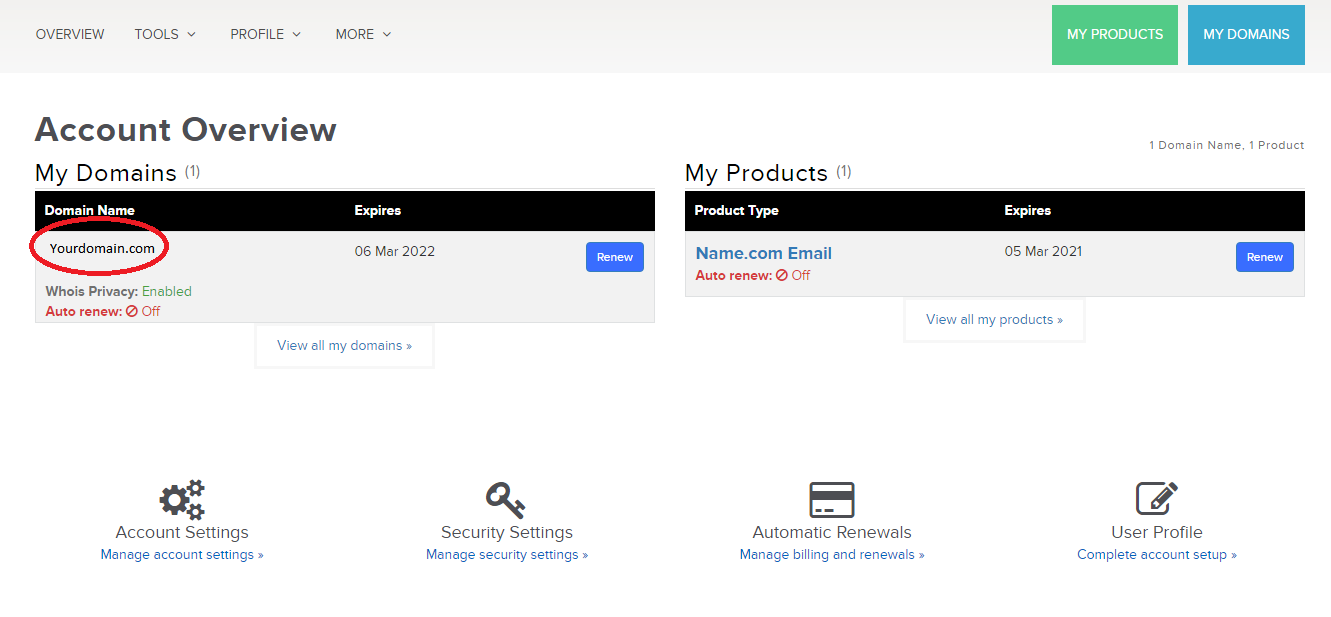 OVERVIEW TOOLS PROFILE MORE MY PRODUCTS MY DOMAINS
Account Overview
1 Domain Name, 1 Product
My Domains (1)
Domain Name Expires
Yourdomain.com 06 Mar 2022 Renew
Whois Privacy: Enabled
Auto renew: Off
View all my domains »
My Products (1)
Product Type Expires
Name.com Email 05 Mar 2021 Renew
Auto renew: Off
View all my products »
Account Settings
Manage account settings »
Security Settings
Manage security settings »
Automatic Renewals
Manage billing and renewals »
User Profile
Complete account setup »